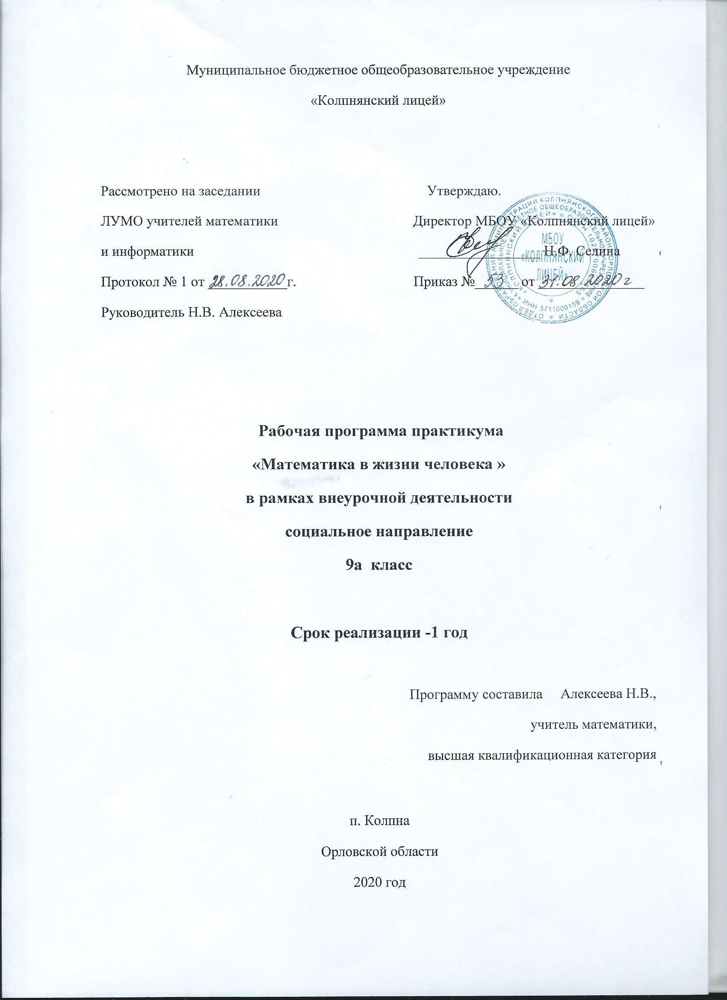 Муниципальное бюджетное общеобразовательное учреждение
«Колпнянский лицей»
Рассмотрено на заседании
ЛУМО учителей математики
и информатики
Протокол № 1 от 28.08.2020 г.
Руководитель Н.В. Алексеева
Утверждаю.
Директор МБОУ «Колпнянский лицей»
Н.Ф. Селина
Приказ № 53 от 31.08.2020 г
МБОУ
«КОЛПНЯНСКИЙ
ЛИЦЕЙ»
ИНН 5711000159
Рабочая программа практикума
«Математика в жизни человека »
в рамках внеурочной деятельности
социальное направление
9а класс
Срок реализации -1 год
Программу составила Алексеева Н.В.,
учитель математики,
высшая квалификационная категория
п. Колпна
Орловской области
2020 год